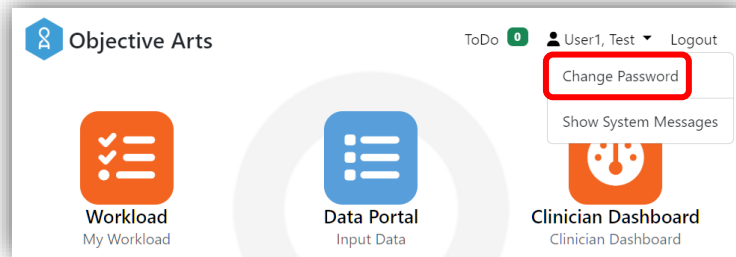 Objective Arts
ToDo 0 User1, Test Logout
Change Password
Show System Messages
Workload
My Workload
Data Portal
Input Data
Clinician Dashboard
Clinician Dashboard